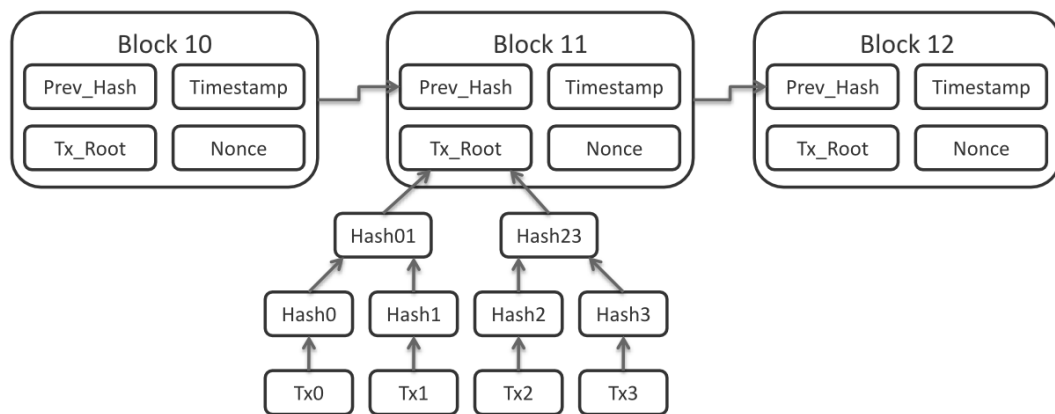 Block 10
Block 11
Block 12
Prev_Hash Timestamp
Prev_Hash Timestamp
Prev_Hash Timestamp
Tx_Root Nonce
Tx_Root Nonce
Tx_Root Nonce
Hash01 Hash23
Hash0 Hash1 Hash2 Hash3
Tx0 Tx1 Tx2 Tx3